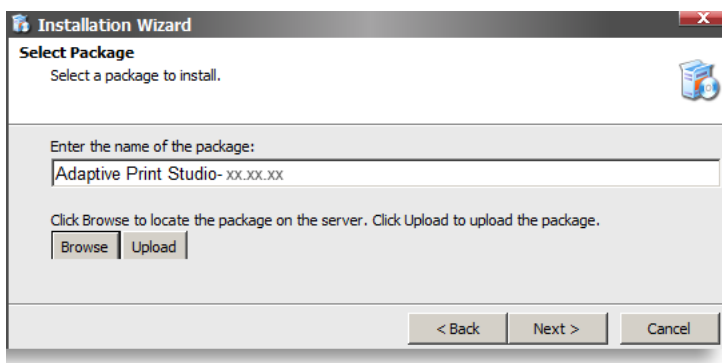 Installation Wizard
Select Package
Select a package to install.
Enter the name of the package:
Adaptive Print Studio- xx.xx.xx
Click Browse to locate the package on the server. Click Upload to upload the package.
Browse Upload
< Back Next > Cancel